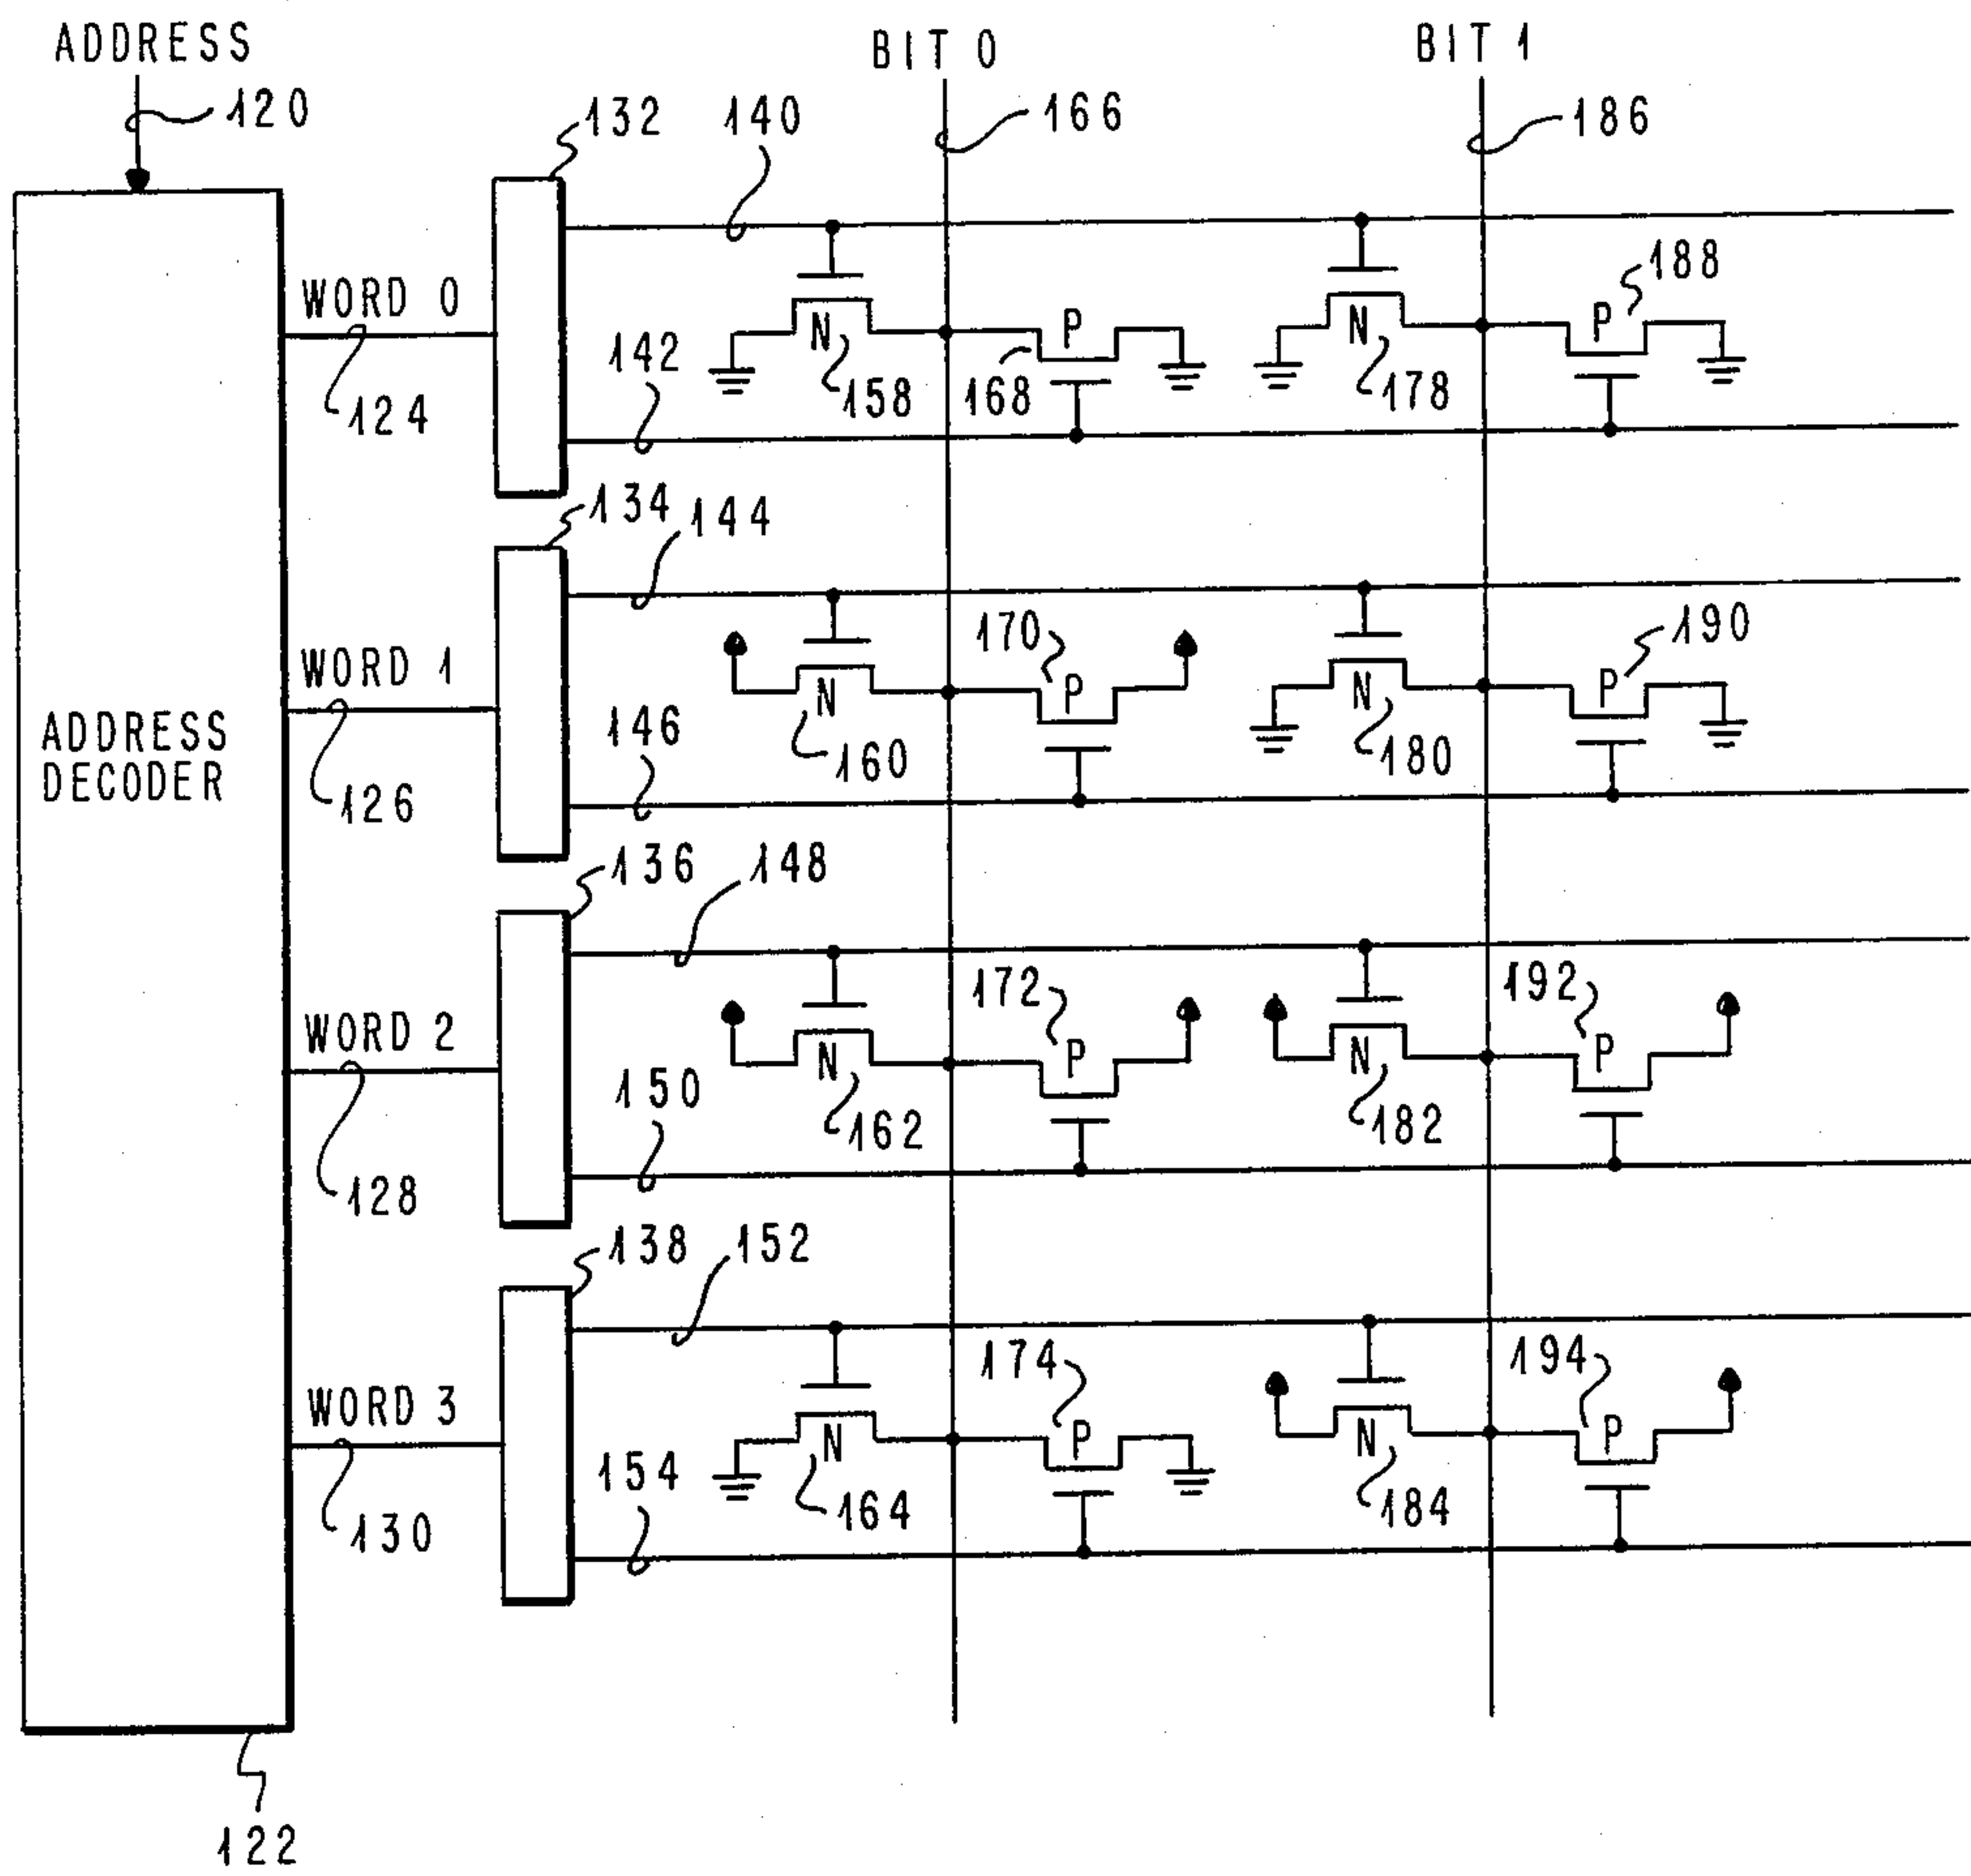 ADDRESS
BIT 0
BIT 1
120
132
140
166
186
WORD 0
124
142
N
158
P
168
N
178
P
188
134
144
WORD 1
126
146
N
160
170
P
N
180
P
190
ADDRESS
DECODER
136
148
WORD 2
128
150
N
162
172
P
N
182
192
P
138
152
WORD 3
130
154
N
164
174
P
N
184
194
P
122